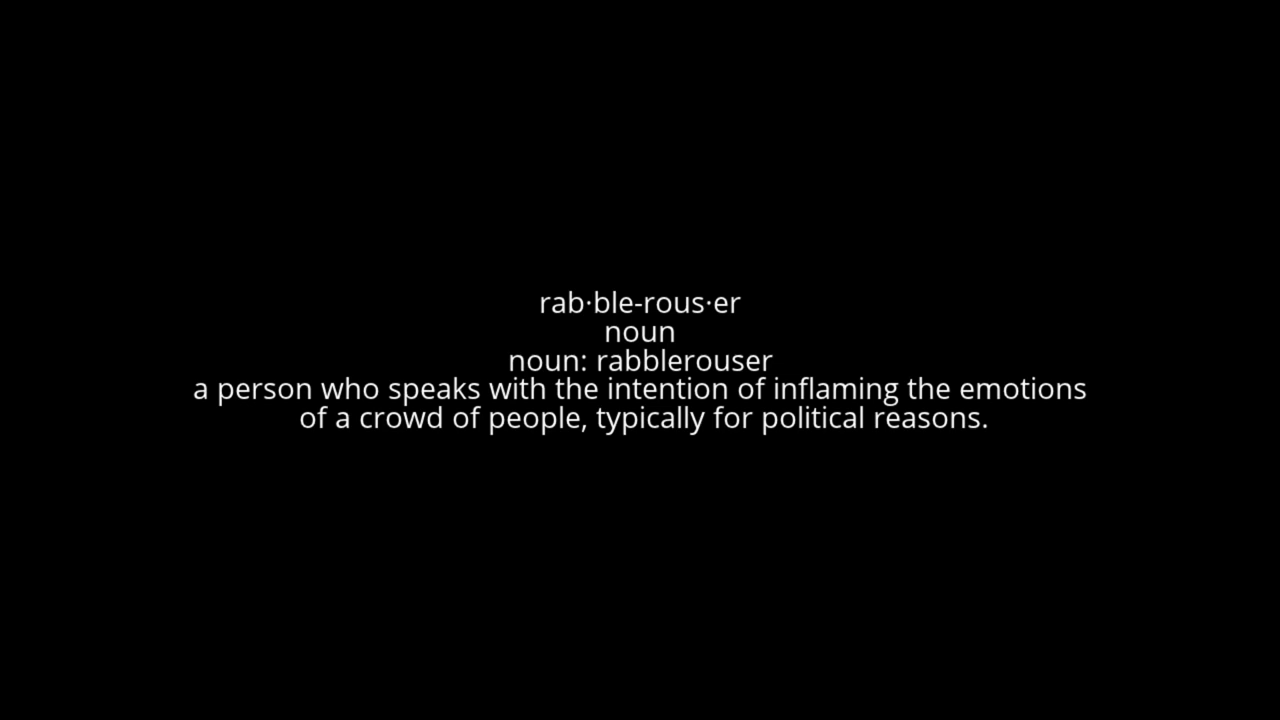 rab·ble-rous·er
noun
noun: rabblerouser
a person who speaks with the intention of inflaming the emotions
of a crowd of people, typically for political reasons.